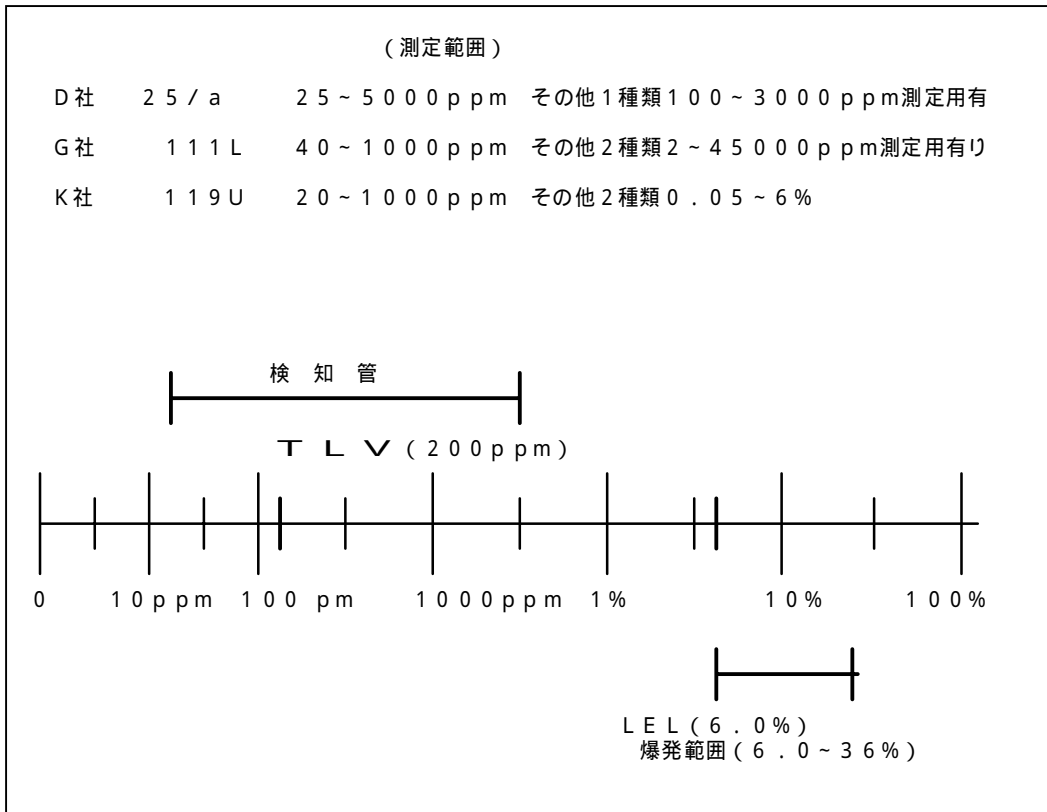 (測定範囲)
D社 25/a 25~5000ppm その他1種類100~3000ppm測定用有
G社 111L 40~1000ppm その他2種類2~45000ppm測定用有り
K社 119U 20~1000ppm その他2種類0.05~6%
検 知 管
TLV(200ppm)
0 10ppm 100 pm 1000ppm 1% 10% 100%
LEL(6.0%)
爆発範囲(6.0~36%)